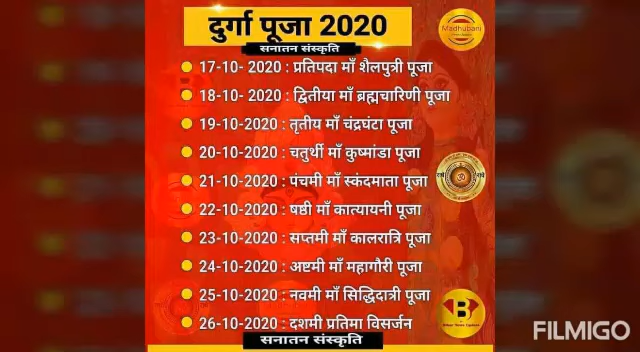 दुर्गा पूजा 2020
सनातन संस्कृति
Madhubani
17-10- 2020 : प्रतिपदा माँ शैलपुत्री पूजा
18-10- 2020 : द्वितीया माँ ब्रह्मचारिणी पूजा
19-10-2020 : तृतीय माँ चंद्रघंटा पूजा
20-10-2020 : चतुर्थी माँ कुष्मांडा पूजा
21-10-2020 : पंचमी माँ स्कंदमाता पूजा
22-10-2020 : षष्ठी माँ कात्यायनी पूजा
23-10-2020 : सप्तमी माँ कालरात्रि पूजा
24-10-2020 : अष्टमी माँ महागौरी पूजा
25-10-2020 : नवमी माँ सिद्धिदात्री पूजा
26-10-2020 : दशमी प्रतिमा विसर्जन
ॐ
B
सनातन संस्कृति
FILMIGO